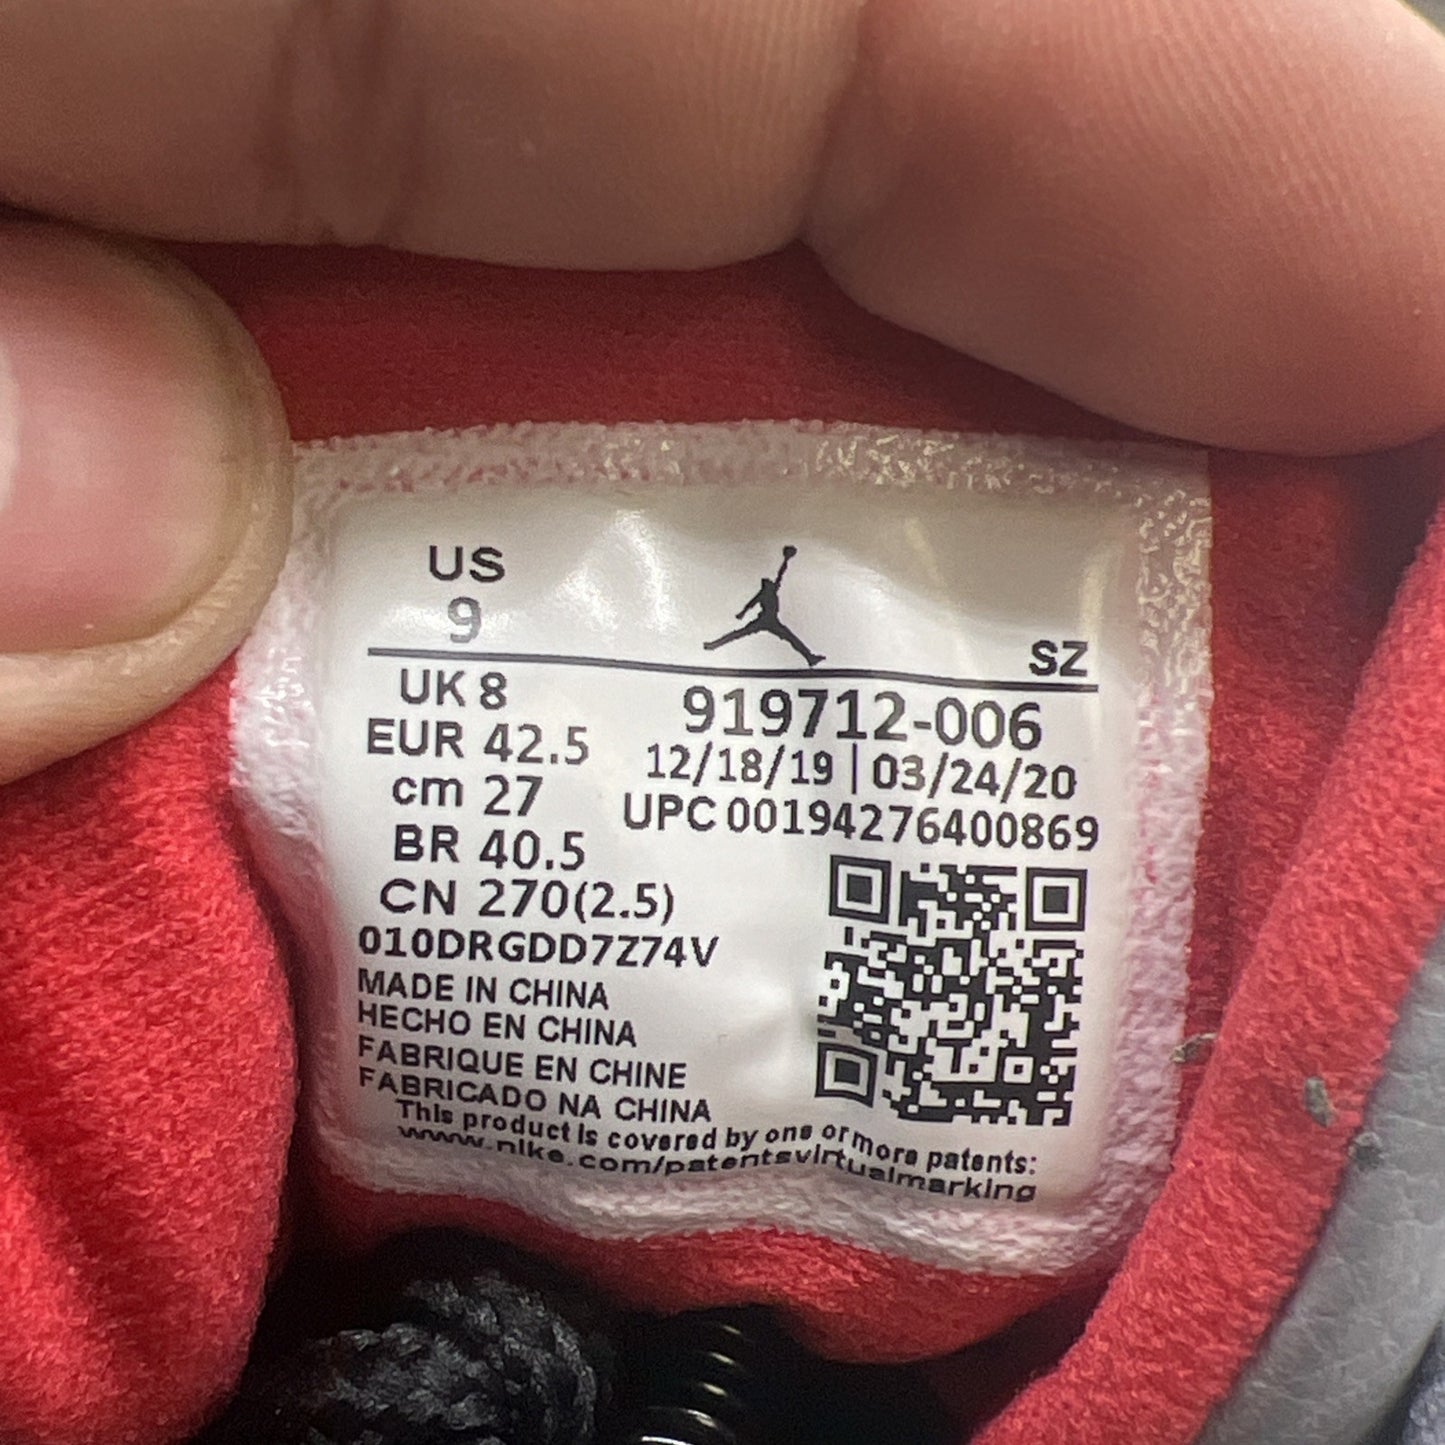 US
9
SZ
UK 8
EUR 42.5
cm 27
BR 40.5
CN 270(2.5)
919712-006
12/18/19 | 03/24/20
UPC 00194276400869
010DRGDD7Z74V
MADE IN CHINA
HECHO EN CHINA
FABRIQUE EN CHINE
FABRICADO NA CHINA
This product is covered by one or more patents:
www.nike.com/patentsvirtualmarking